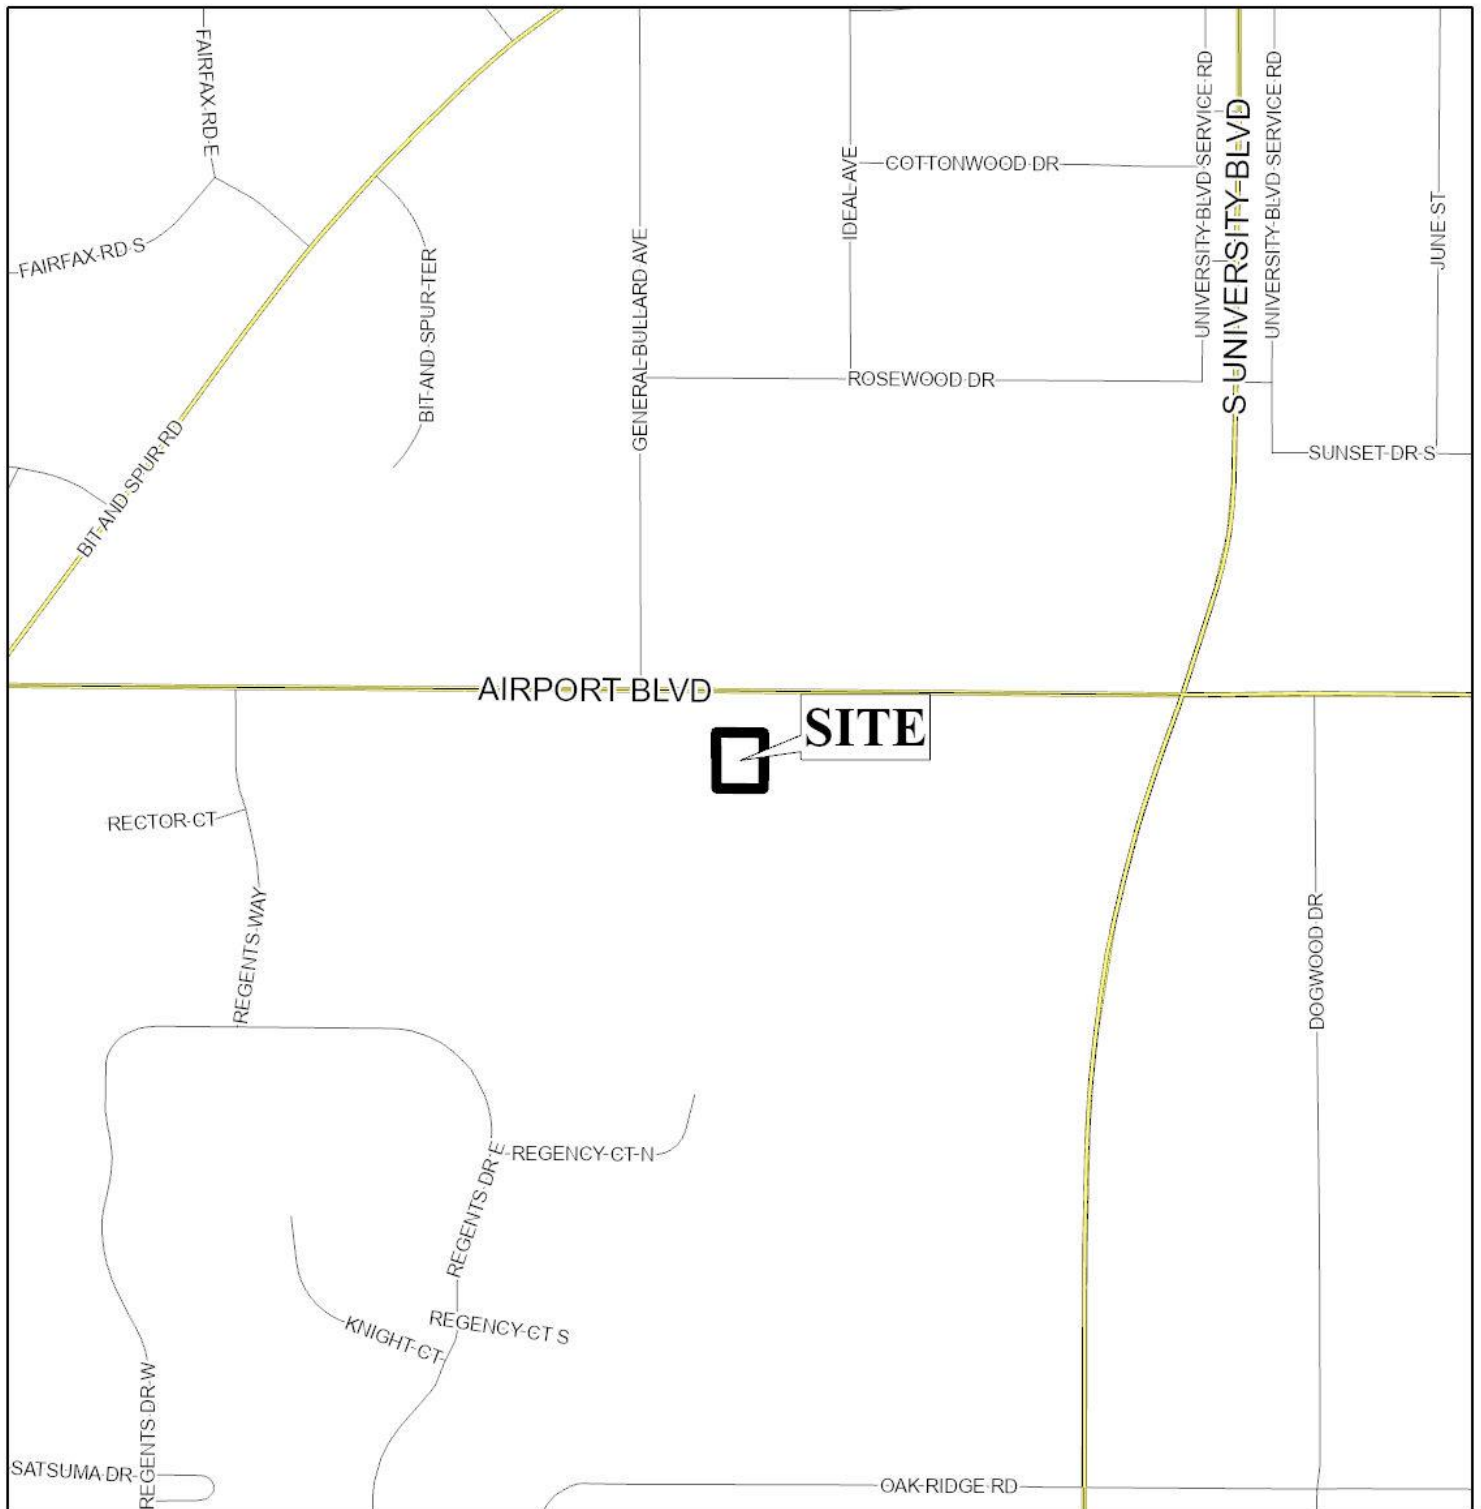 FAIRFAX RD E
UNIVERSITY BLVD SERVICE RD
S UNIVERSITY BLVD
UNIVERSITY BLVD SERVICE RD
IDEAL AVE
COTTONWOOD DR
JUNE ST
FAIRFAX RD S
BIT AND SPUR TER
GENERAL BULLARD AVE
ROSEWOOD DR
BIT AND SPUR RD
SUNSET DR S
AIRPORT BLVD
SITE
RECTOR CT
REGENTS WAY
DOGWOOD DR
REGENCY CT N
REGENTS DR E
REGENCY CT S
KNIGHT CT
REGENTS DR W
SATSUMA DR
OAK RIDGE RD